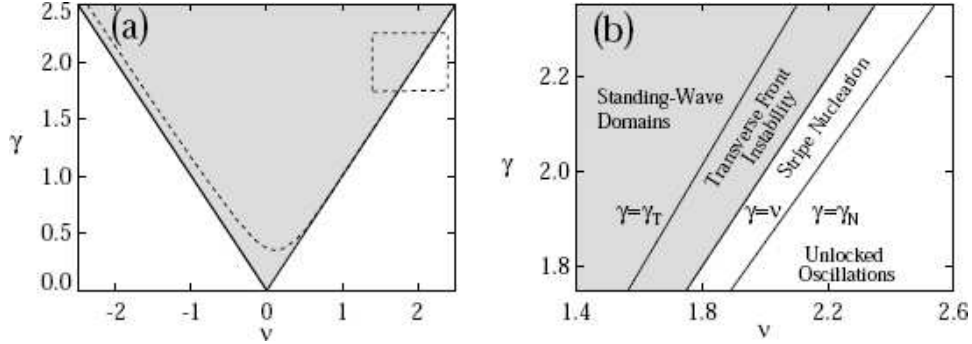 (a)
2.5
2.0
1.5
1.0
0.5
0.0
γ
-2
-1
0
1
2
ν
(b)
2.2
2.0
1.8
γ
Standing-Wave
Domains
Transverse Front
Instability
Stripe Nucleation
γ=γ_T
γ=ν
γ=γ_N
Unlocked
Oscillations
1.4
1.8
2.2
2.6
ν